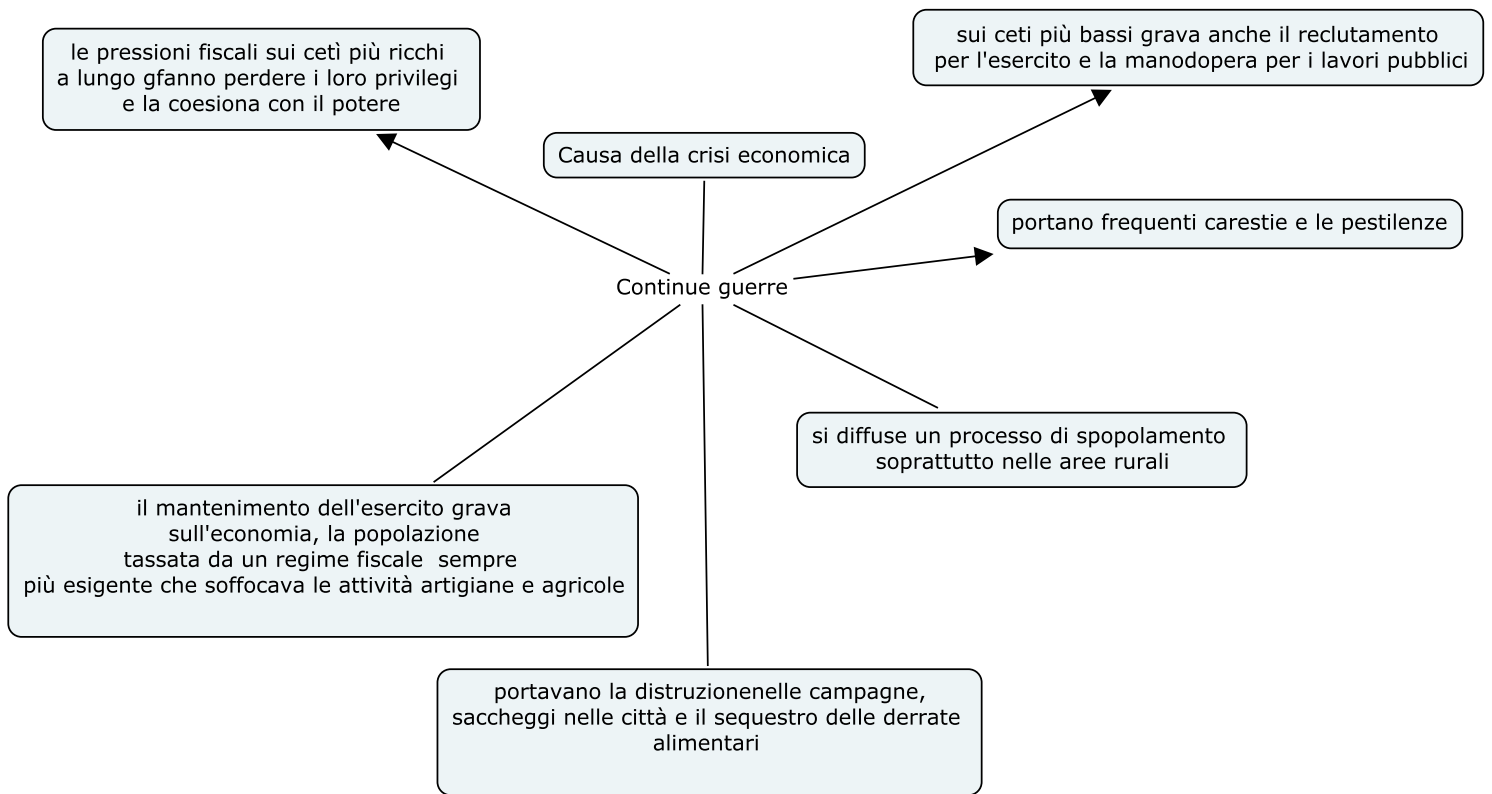 le pressioni fiscali sui cetì più ricchi
a lungo gfanno perdere i loro privilegi
e la coesiona con il potere
sui ceti più bassi grava anche il reclutamento
per l'esercito e la manodopera per i lavori pubblici
Causa della crisi economica
portano frequenti carestie e le pestilenze
Continue guerre
si diffuse un processo di spopolamento
soprattutto nelle aree rurali
il mantenimento dell'esercito grava
sull'economia, la popolazione
tassata da un regime fiscale  sempre
più esigente che soffocava le attività artigiane e agricole
portavano la distruzionenelle campagne,
saccheggi nelle città e il sequestro delle derrate
alimentari